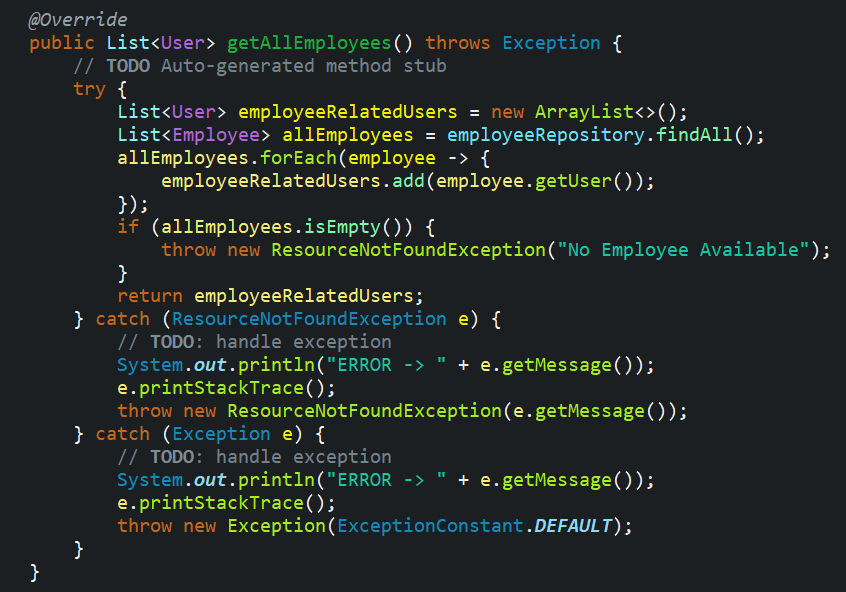 @Override
public List<User> getAllEmployees() throws Exception {
// TODO Auto-generated method stub
try {
List<User> employeeRelatedUsers = new ArrayList<>();
List<Employee> allEmployees = employeeRepository.findAll();
allEmployees.forEach(employee -> {
employeeRelatedUsers.add(employee.getUser());
});
if (allEmployees.isEmpty()) {
throw new ResourceNotFoundException("No Employee Available");
}
return employeeRelatedUsers;
} catch (ResourceNotFoundException e) {
// TODO: handle exception
System.out.println("ERROR -> " + e.getMessage());
e.printStackTrace();
throw new ResourceNotFoundException(e.getMessage());
} catch (Exception e) {
// TODO: handle exception
System.out.println("ERROR -> " + e.getMessage());
e.printStackTrace();
throw new Exception(ExceptionConstant.DEFAULT);
}
}